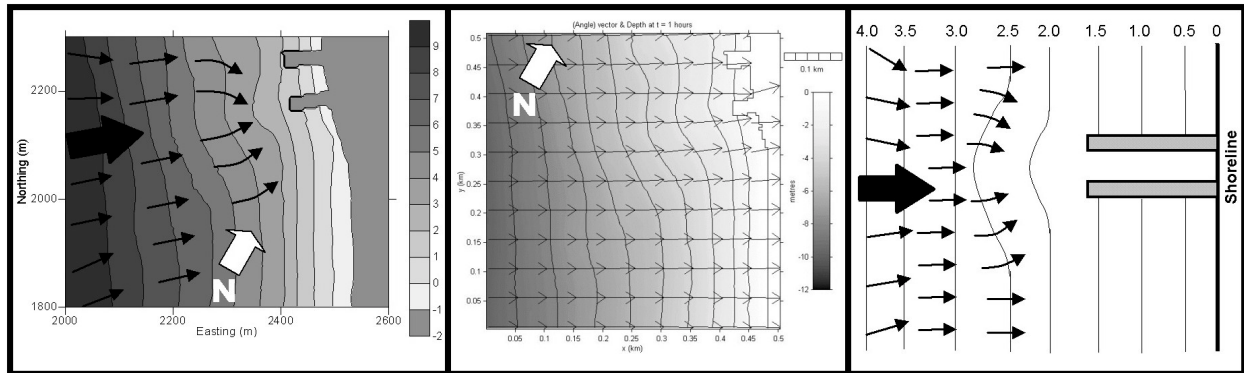 9
8
7
6
5
4
3
2
1
0
-1
-2
Northing (m)
2200
2000
1800
N
2000 2200 2400 2600
Easting (m)
(Angle) vector & Depth at t = 1 hours
0.5
0.45
0.4
0.35
0.3
0.25
0.2
0.15
0.1
0.05
y (km)
N
0.05 0.1 0.15 0.2 0.25 0.3 0.35 0.4 0.45 0.5
x (km)
0.1 km
0
-2
-4
-6
-8
-10
-12
metres
4.0 3.5 3.0 2.5 2.0 1.5 1.0 0.5 0
Shoreline